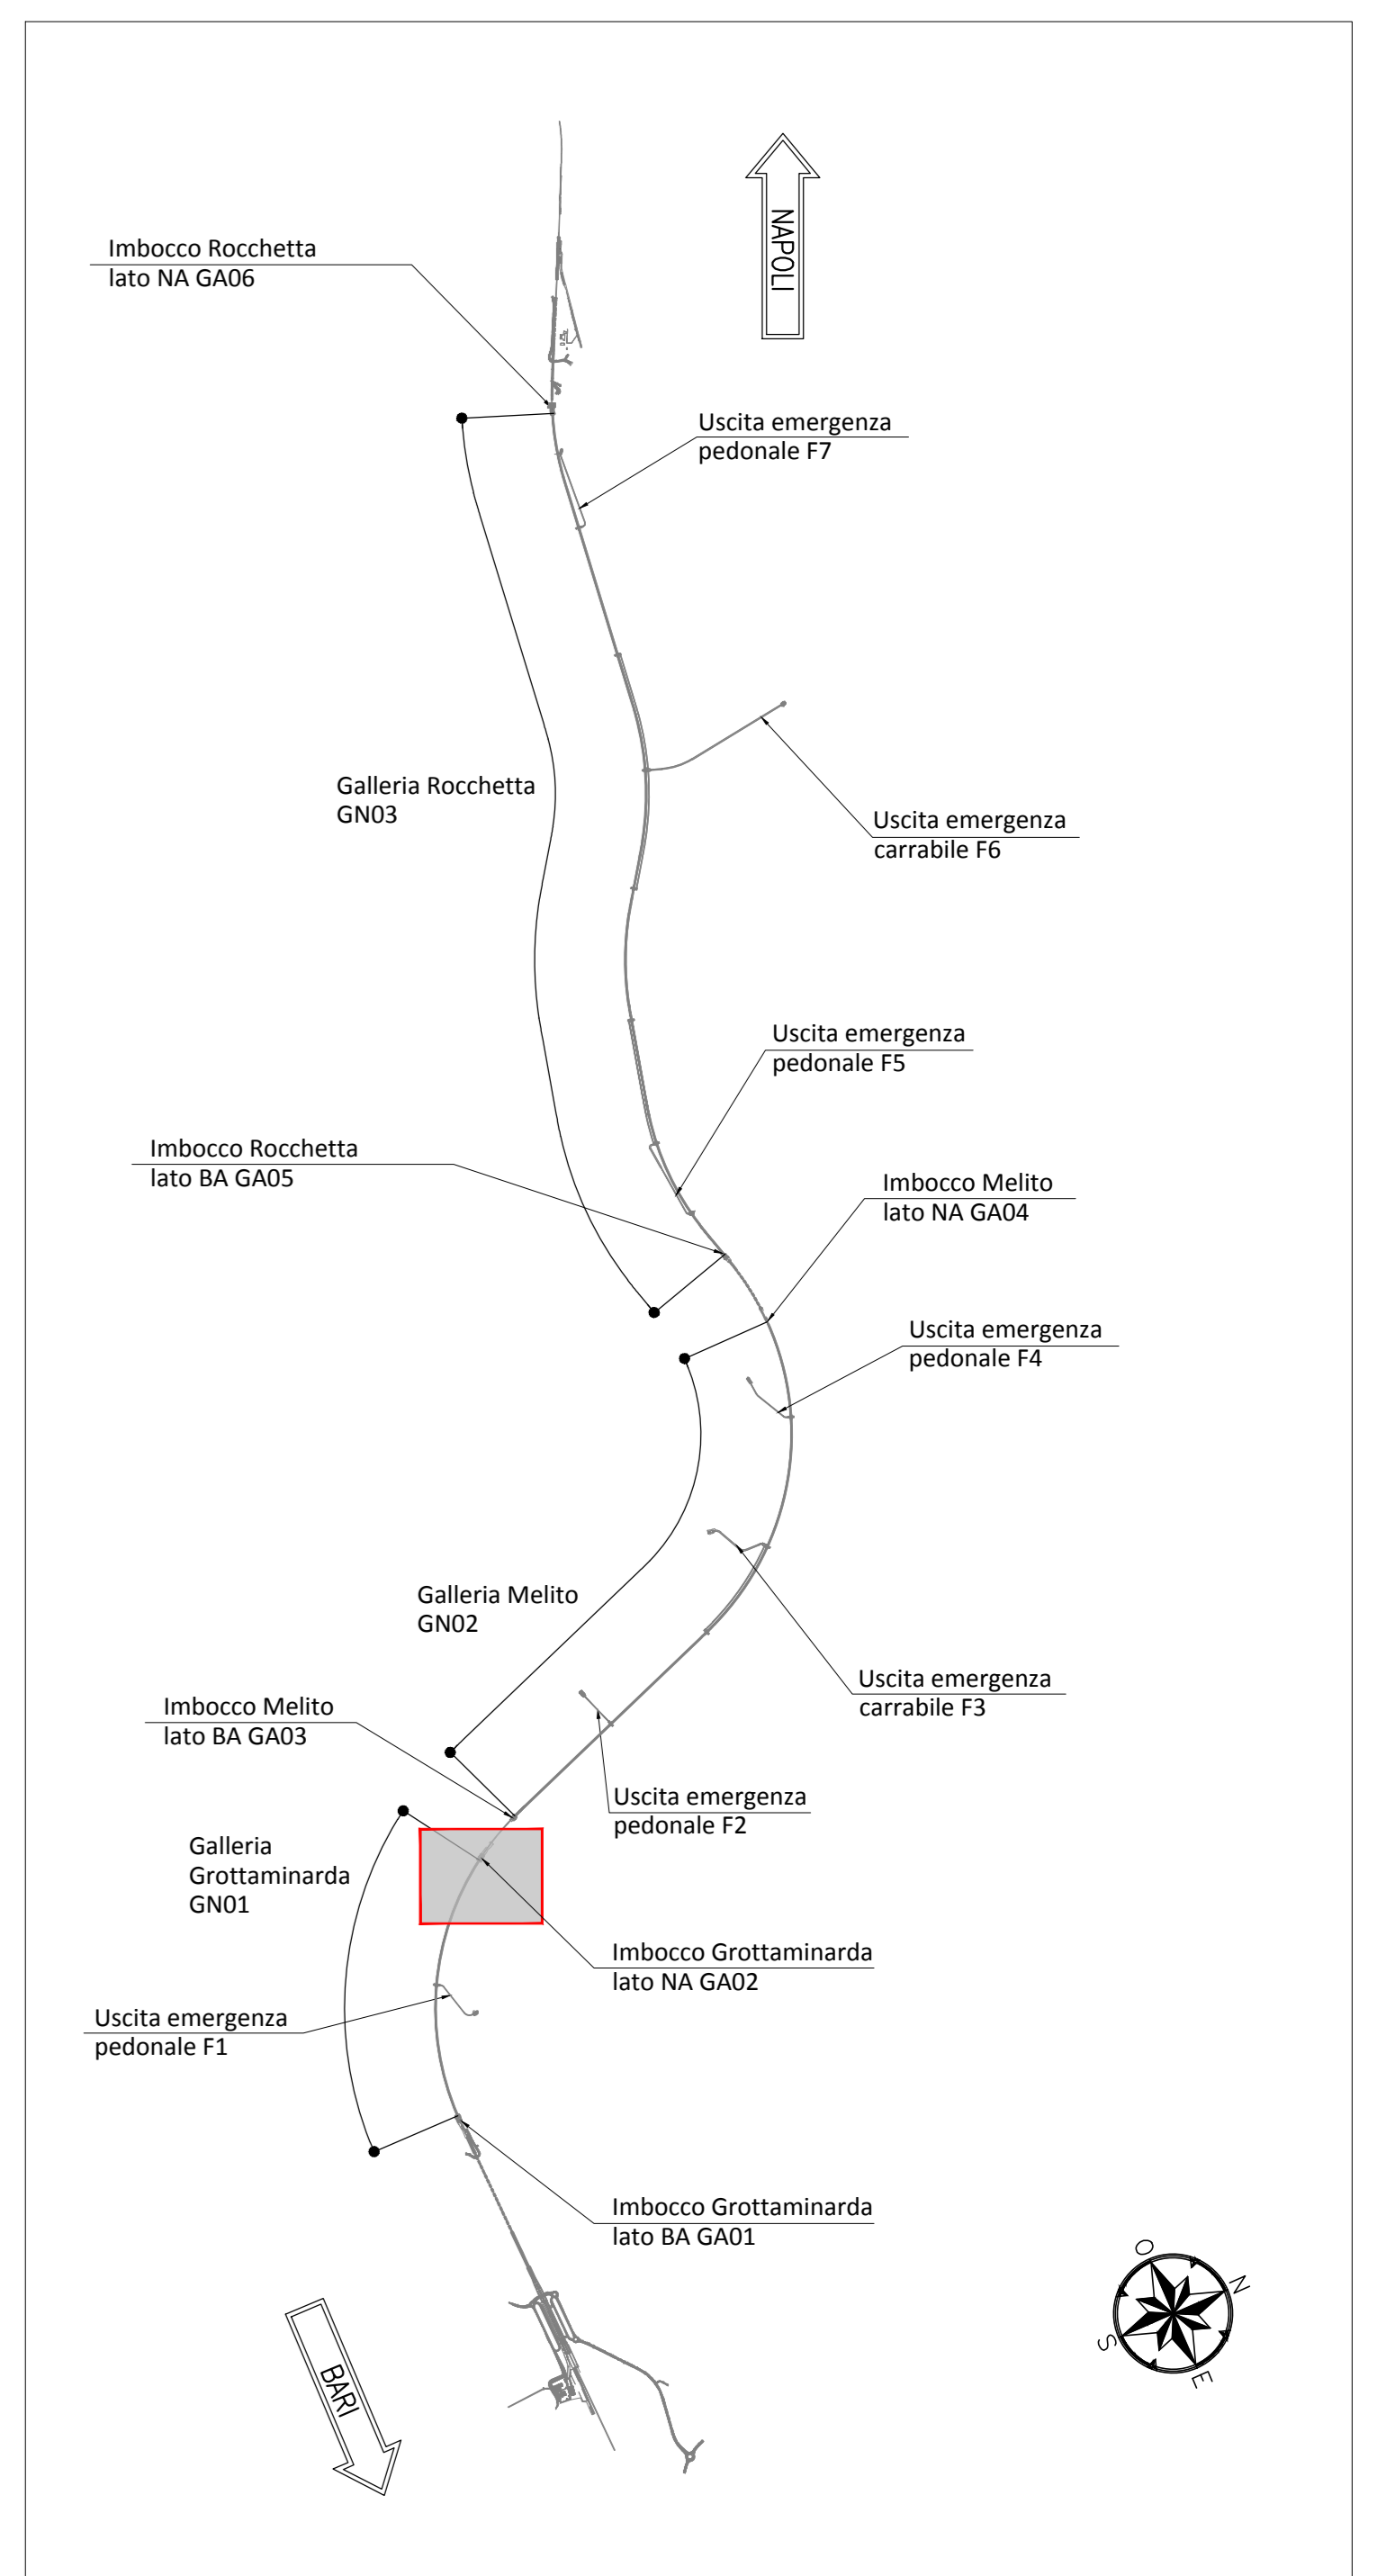 NAPOLI
Imbocco Rocchetta
lato NA GA06
Uscita emergenza
pedonale F7
Galleria Rocchetta
GN03
Uscita emergenza
carrabile F6
Uscita emergenza
pedonale F5
Imbocco Rocchetta
lato BA GA05
Imbocco Melito
lato NA GA04
Uscita emergenza
pedonale F4
Galleria Melito
GN02
Uscita emergenza
carrabile F3
Imbocco Melito
lato BA GA03
Uscita emergenza
pedonale F2
Galleria
Grottaminarda
GN01
Imbocco Grottaminarda
lato NA GA02
Uscita emergenza
pedonale F1
Imbocco Grottaminarda
lato BA GA01
BARI
O
N
S
E